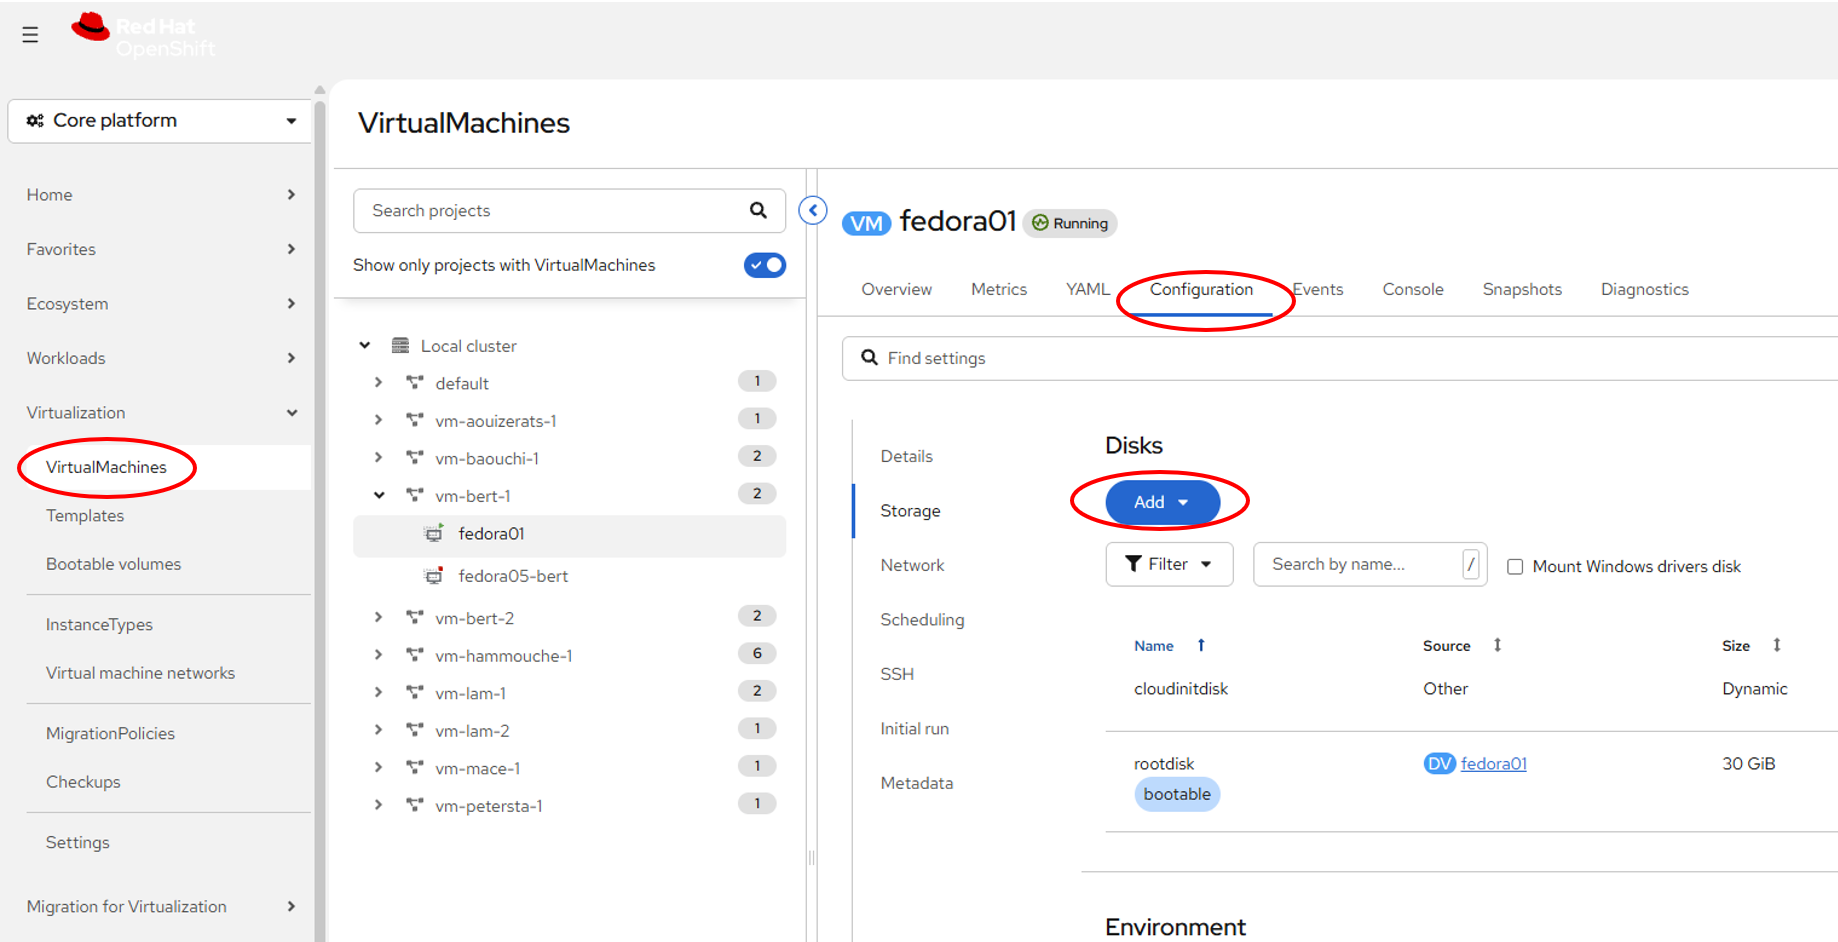 Red Hat
OpenShift
Core platform
Home
Favorites
Ecosystem
Workloads
Virtualization
VirtualMachines
Templates
Bootable volumes
InstanceTypes
Virtual machine networks
MigrationPolicies
Checkups
Settings
Migration for Virtualization
VirtualMachines
Search projects
Show only projects with VirtualMachines
Local cluster
default 1
vm-aouizerats-1 1
vm-baouchi-1 2
vm-bert-1 2
fedora01
fedora05-bert
vm-bert-2 2
vm-hammouche-1 6
vm-lam-1 2
vm-lam-2 1
vm-mace-1 1
vm-petersta-1 1
VM fedora01 Running
Overview Metrics YAML Configuration Events Console Snapshots Diagnostics
Find settings
Details
Storage
Network
Scheduling
SSH
Initial run
Metadata
Disks
Add
Filter Search by name... / Mount Windows drivers disk
Name Source Size
cloudinitdisk Other Dynamic
rootdisk DV fedora01 30 GiB
bootable
Environment